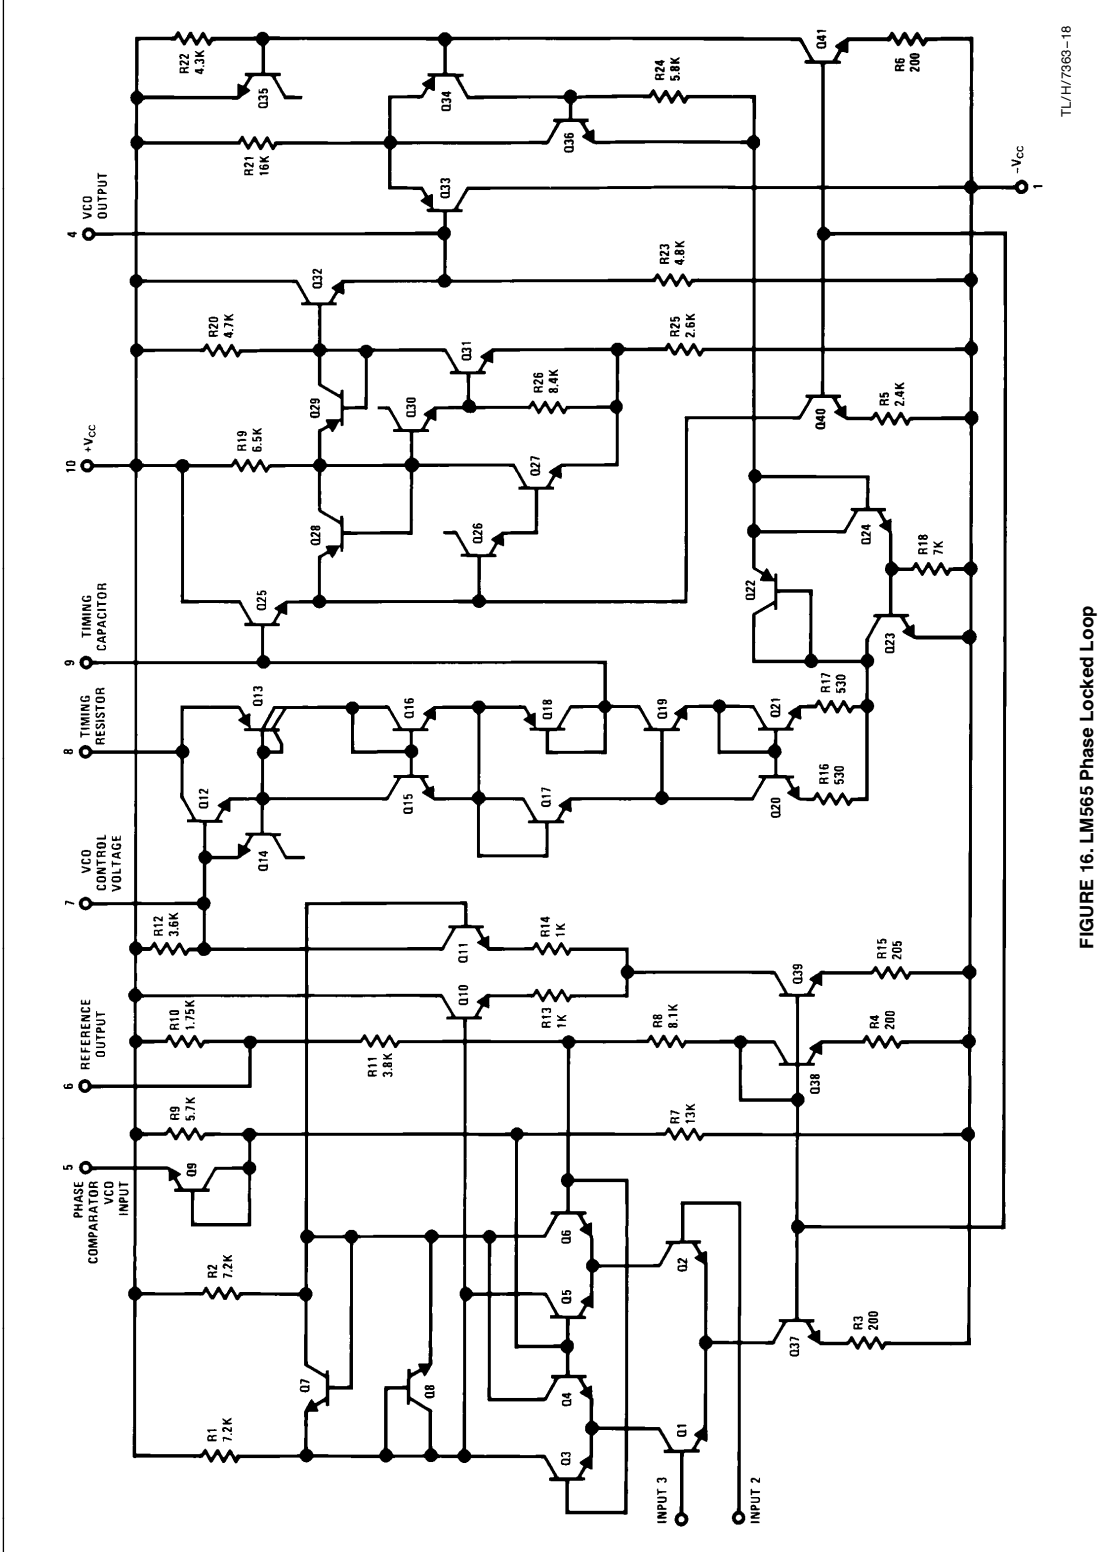 INPUT 3
INPUT 2
R1
7.2K
R2
7.2K
Q7
Q8
Q3
Q4
Q5
Q6
Q1
Q2
Q37
R3
200
5
PHASE
COMPARATOR
VCO
INPUT
Q9
R9
5.7K
R7
13K
6
REFERENCE
OUTPUT
R10
1.75K
R11
3.8K
R8
8.1K
Q38
R4
200
Q10
R13
1K
Q11
R14
1K
Q39
R15
205
R12
3.6K
7
VCO
CONTROL
VOLTAGE
Q14
Q12
8
TIMING
RESISTOR
Q13
Q15
Q16
Q17
Q18
Q19
Q20
Q21
R16
530
R17
530
9
TIMING
CAPACITOR
Q25
Q22
Q23
Q24
R18
7K
Q28
Q26
Q27
10
+VCC
R19
6.5K
Q29
Q30
Q31
R26
8.4K
R20
4.7K
R25
2.6K
Q40
R5
2.4K
Q32
R23
4.8K
4
VCO
OUTPUT
Q33
R21
16K
Q36
Q34
R24
5.8K
Q35
R22
4.3K
Q41
R6
200
-VCC
1
TL/H/7363–18
FIGURE 16. LM565 Phase Locked Loop